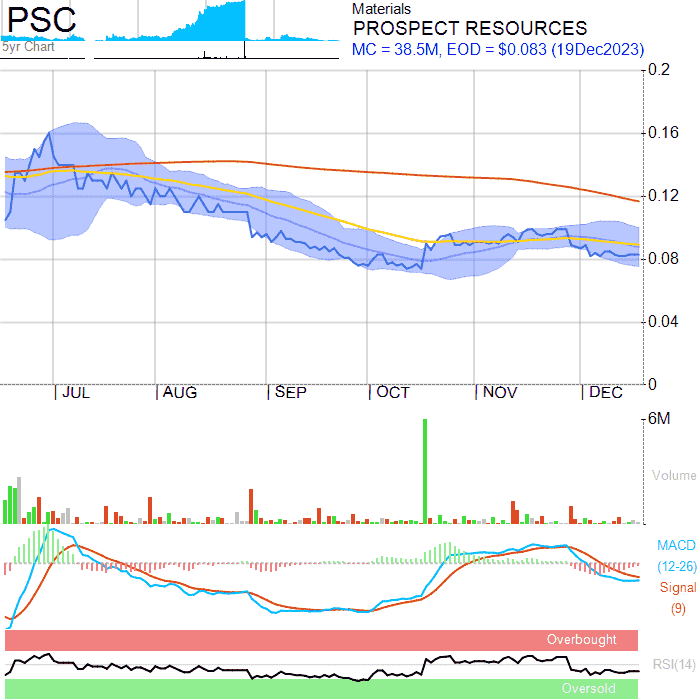 PSC
5yr Chart
Materials
PROSPECT RESOURCES
MC = 38.5M, EOD = $0.083 (19Dec2023)
0.2
0.16
0.12
0.08
0.04
0
JUL AUG SEP OCT NOV DEC
6M
Volume
MACD
(12-26)
Signal
(9)
Overbought
RSI(14)
Oversold